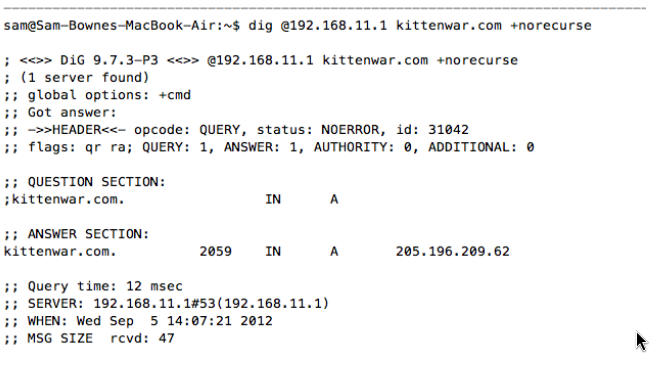 sam@Sam-Bownes-MacBook-Air:~$ dig @192.168.11.1 kittenwar.com +norecurse
; <<>> DiG 9.7.3-P3 <<>> @192.168.11.1 kittenwar.com +norecurse
; (1 server found)
;; global options: +cmd
;; Got answer:
;; ->>HEADER<<- opcode: QUERY, status: NOERROR, id: 31042
;; flags: qr ra; QUERY: 1, ANSWER: 1, AUTHORITY: 0, ADDITIONAL: 0
;; QUESTION SECTION:
;kittenwar.com. IN A
;; ANSWER SECTION:
kittenwar.com. 2059 IN A 205.196.209.62
;; Query time: 12 msec
;; SERVER: 192.168.11.1#53(192.168.11.1)
;; WHEN: Wed Sep 5 14:07:21 2012
;; MSG SIZE rcvd: 47